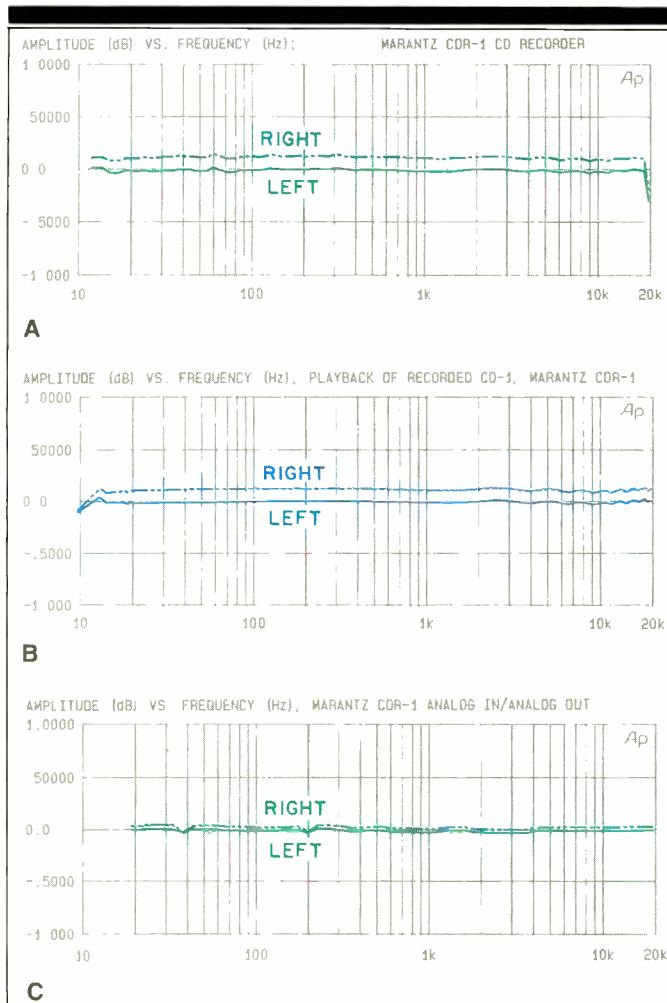 AMPLITUDE (dB) VS. FREQUENCY (Hz); MARANTZ CDR-1 CD RECORDER
1 0000
Ap
50000
RIGHT
0 0
LEFT
- 5000
-1 000
10 100 1k 10k 20k
A
AMPLITUDE (dB) VS. FREQUENCY (Hz), PLAYBACK OF RECORDED CD-1, MARANTZ CDR-1
1 0000
Ap
50000
RIGHT
0 0
LEFT
-.5000
-1 000
10 100 1k 10k 20k
B
AMPLITUDE (dB) VS FREQUENCY (Hz), MARANTZ CDR-1 ANALOG IN/ANALOG OUT
1.0000
Ap
50000
RIGHT
0.0
LEFT
-.5000
-1 000
10 100 1k 10k 20k
C